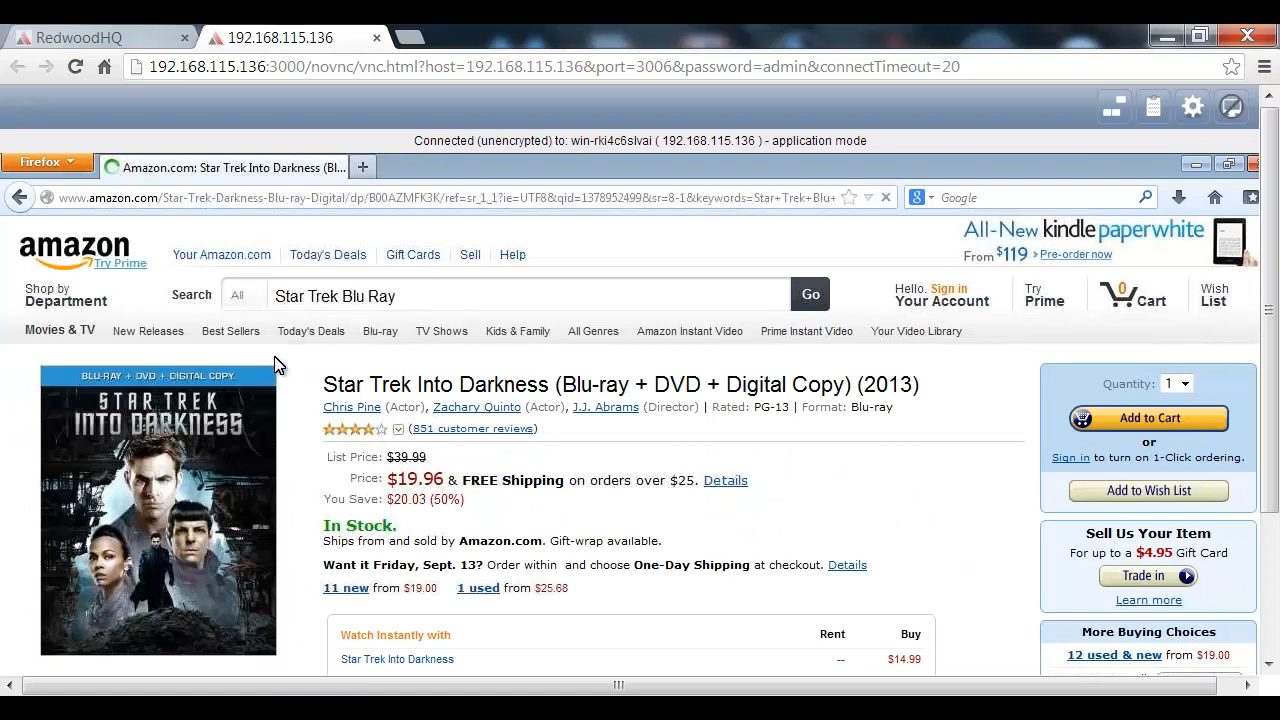 RedwoodHQ
192.168.115.136
192.168.115.136:3000/novnc/vnc.html?host=192.168.115.136&port=3006&password=admin&connectTimeout=20
Connected (unencrypted) to: win-rki4c6slvai ( 192.168.115.136 ) - application mode
Firefox
Amazon.com: Star Trek Into Darkness (Bl...
www.amazon.com/Star-Trek-Darkness-Blu-ray-Digital/dp/B00AZMFK3K/ref=sr_1_1?ie=UTF8&qid=1378952499&sr=8-1&keywords=Star+Trek+Blu+
Google
amazon
Try Prime
Your Amazon.com
Today's Deals
Gift Cards
Sell
Help
All-New kindle paperwhite
From $119 Pre-order now
Shop by
Department
Search
All
Star Trek Blu Ray
Go
Hello. Sign in
Your Account
Try
Prime
0
Cart
Wish
List
Movies & TV
New Releases
Best Sellers
Today's Deals
Blu-ray
TV Shows
Kids & Family
All Genres
Amazon Instant Video
Prime Instant Video
Your Video Library
BLU-RAY + DVD + DIGITAL COPY
STAR TREK
INTO DARKNESS
Star Trek Into Darkness (Blu-ray + DVD + Digital Copy) (2013)
Chris Pine (Actor), Zachary Quinto (Actor), J.J. Abrams (Director) | Rated: PG-13 | Format: Blu-ray
(851 customer reviews)
List Price: $39.99
Price: $19.96 & FREE Shipping on orders over $25. Details
You Save: $20.03 (50%)
In Stock.
Ships from and sold by Amazon.com. Gift-wrap available.
Want it Friday, Sept. 13? Order within and choose One-Day Shipping at checkout. Details
11 new from $19.00 1 used from $25.68
Watch Instantly with
Rent
Buy
Star Trek Into Darkness
--
$14.99
Quantity: 1
Add to Cart
or
Sign in to turn on 1-Click ordering.
Add to Wish List
Sell Us Your Item
For up to a $4.95 Gift Card
Trade in
Learn more
More Buying Choices
12 used & new from $19.00